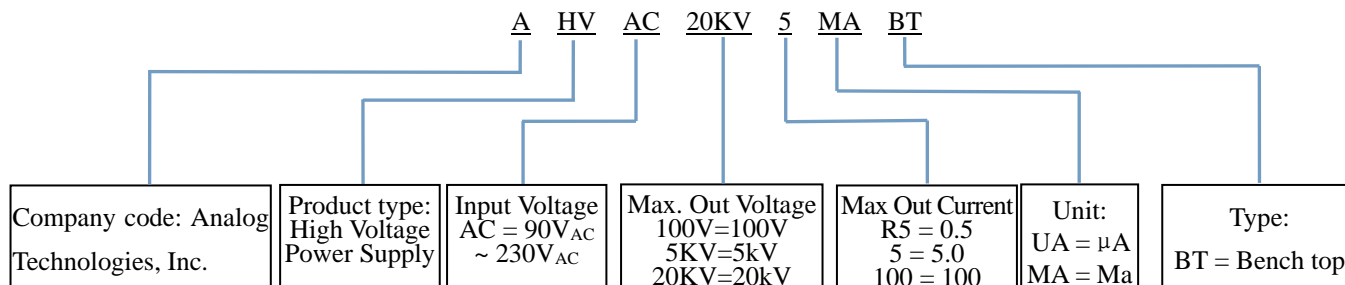 A HV AC 20KV 5 MA BT
Company code: Analog
Technologies, Inc.
Product type:
High Voltage
Power Supply
Input Voltage
AC = 90VAC
~ 230VAC
Max. Out Voltage
100V=100V
5KV=5kV
20KV=20kV
Max Out Current
R5 = 0.5
5 = 5.0
100 = 100
Unit:
UA = μA
MA = Ma
Type:
BT = Bench top